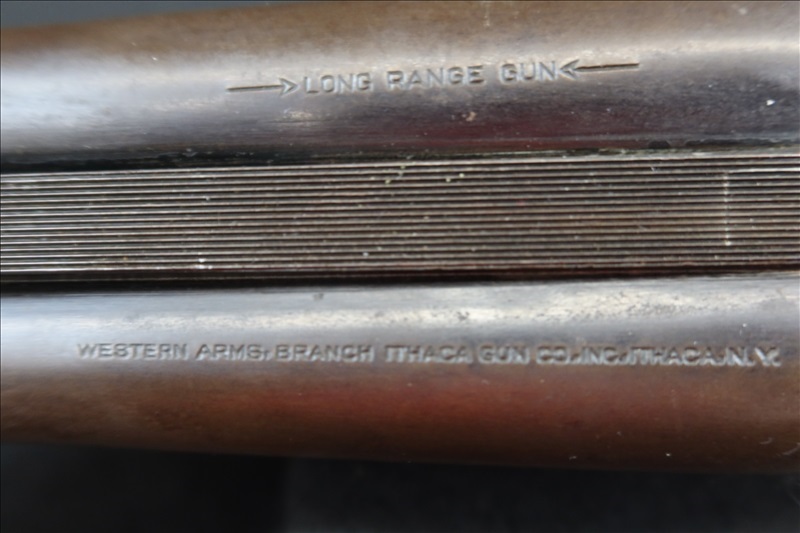 LONG RANGE GUN
WESTERN ARMS, BRANCH ITHACA GUN CO., INC., ITHACA, N.Y.